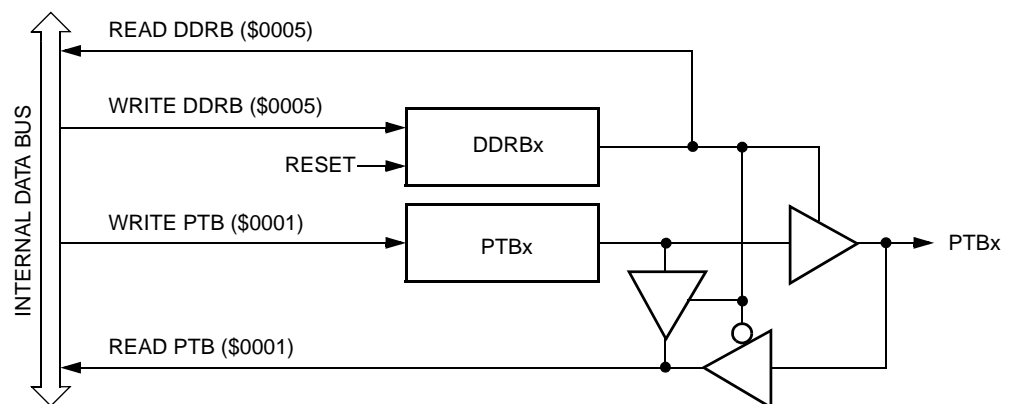 READ DDRB ($0005)
WRITE DDRB ($0005)
DDRBx
RESET
WRITE PTB ($0001)
PTBx
PTBx
READ PTB ($0001)
INTERNAL DATA BUS